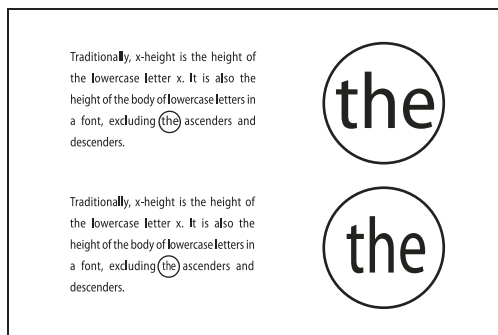 Traditionally, x-height is the height of
the lowercase letter x. It is also the
height of the body of lowercase letters in
a font, excluding the ascenders and
descenders.
the
Traditionally, x-height is the height of
the lowercase letter x. It is also the
height of the body of lowercase letters in
a font, excluding the ascenders and
descenders.
the